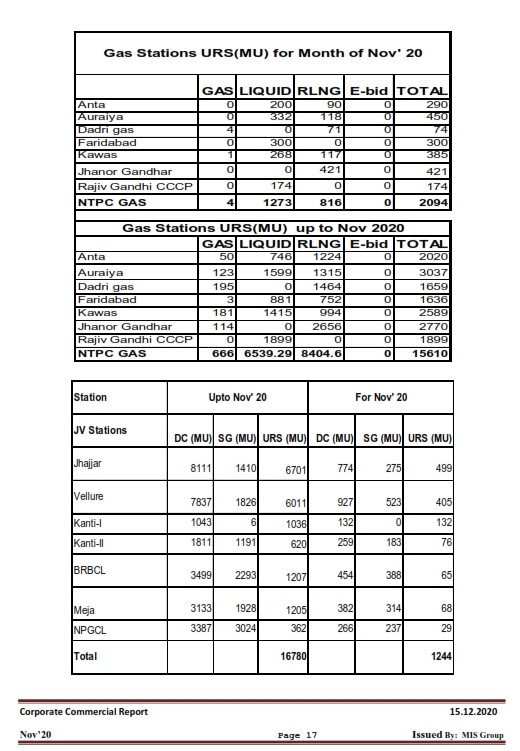 Gas Stations URS(MU) for Month of Nov' 20
GAS LIQUID RLNG E-bid TOTAL
Anta 0 200 90 0 290
Auraiya 0 332 118 0 450
Dadri gas 4 0 71 0 74
Faridabad 0 300 0 0 300
Kawas 1 268 117 0 385
Jhanor Gandhar 0 0 421 0 421
Rajiv Gandhi CCCP 0 174 0 0 174
NTPC GAS 4 1273 816 0 2094
Gas Stations URS(MU) up to Nov 2020
GAS LIQUID RLNG E-bid TOTAL
Anta 50 746 1224 0 2020
Auraiya 123 1599 1315 0 3037
Dadri gas 195 0 1464 0 1659
Faridabad 3 881 752 0 1636
Kawas 181 1415 994 0 2589
Jhanor Gandhar 114 0 2656 0 2770
Rajiv Gandhi CCCP 0 1899 0 0 1899
NTPC GAS 666 6539.29 8404.6 0 15610
Station Upto Nov' 20 For Nov' 20
JV Stations DC (MU) SG (MU) URS (MU) DC (MU) SG (MU) URS (MU)
Jhajjar 8111 1410 6701 774 275 499
Vellure 7837 1826 6011 927 523 405
Kanti-I 1043 6 1036 132 0 132
Kanti-II 1811 1191 620 259 183 76
BRBCL 3499 2293 1207 454 388 65
Meja 3133 1928 1205 382 314 68
NPGCL 3387 3024 362 266 237 29
Total 16780 1244
Corporate Commercial Report 15.12.2020
Nov'20 Page 17 Issued By: MIS Group